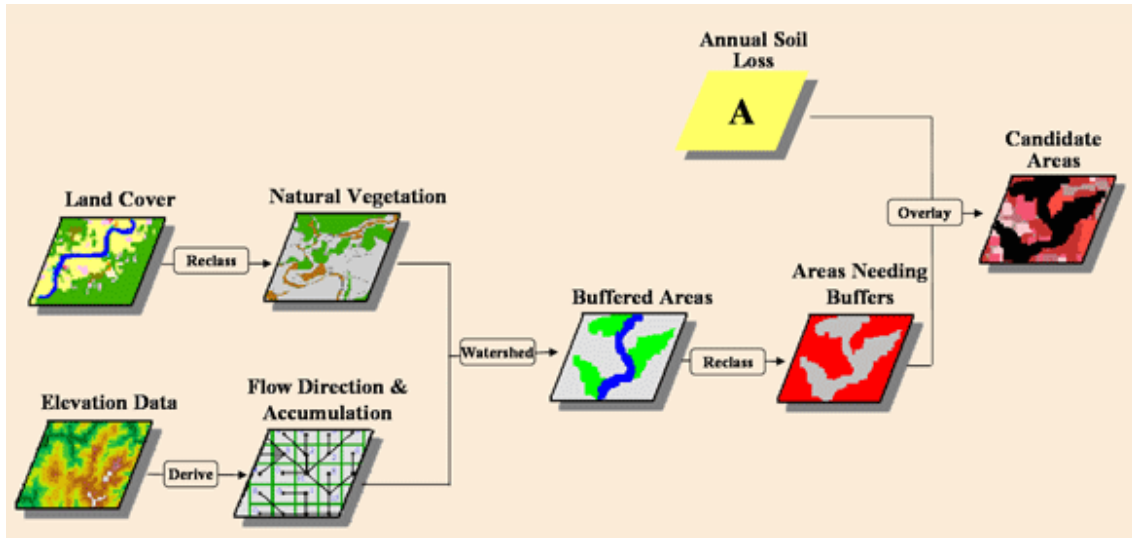 Annual Soil
Loss
A
Candidate
Areas
Land Cover
Natural Vegetation
Overlay
Reclass
Areas Needing
Buffers
Buffered Areas
Watershed
Reclass
Elevation Data
Flow Direction &
Accumulation
Derive